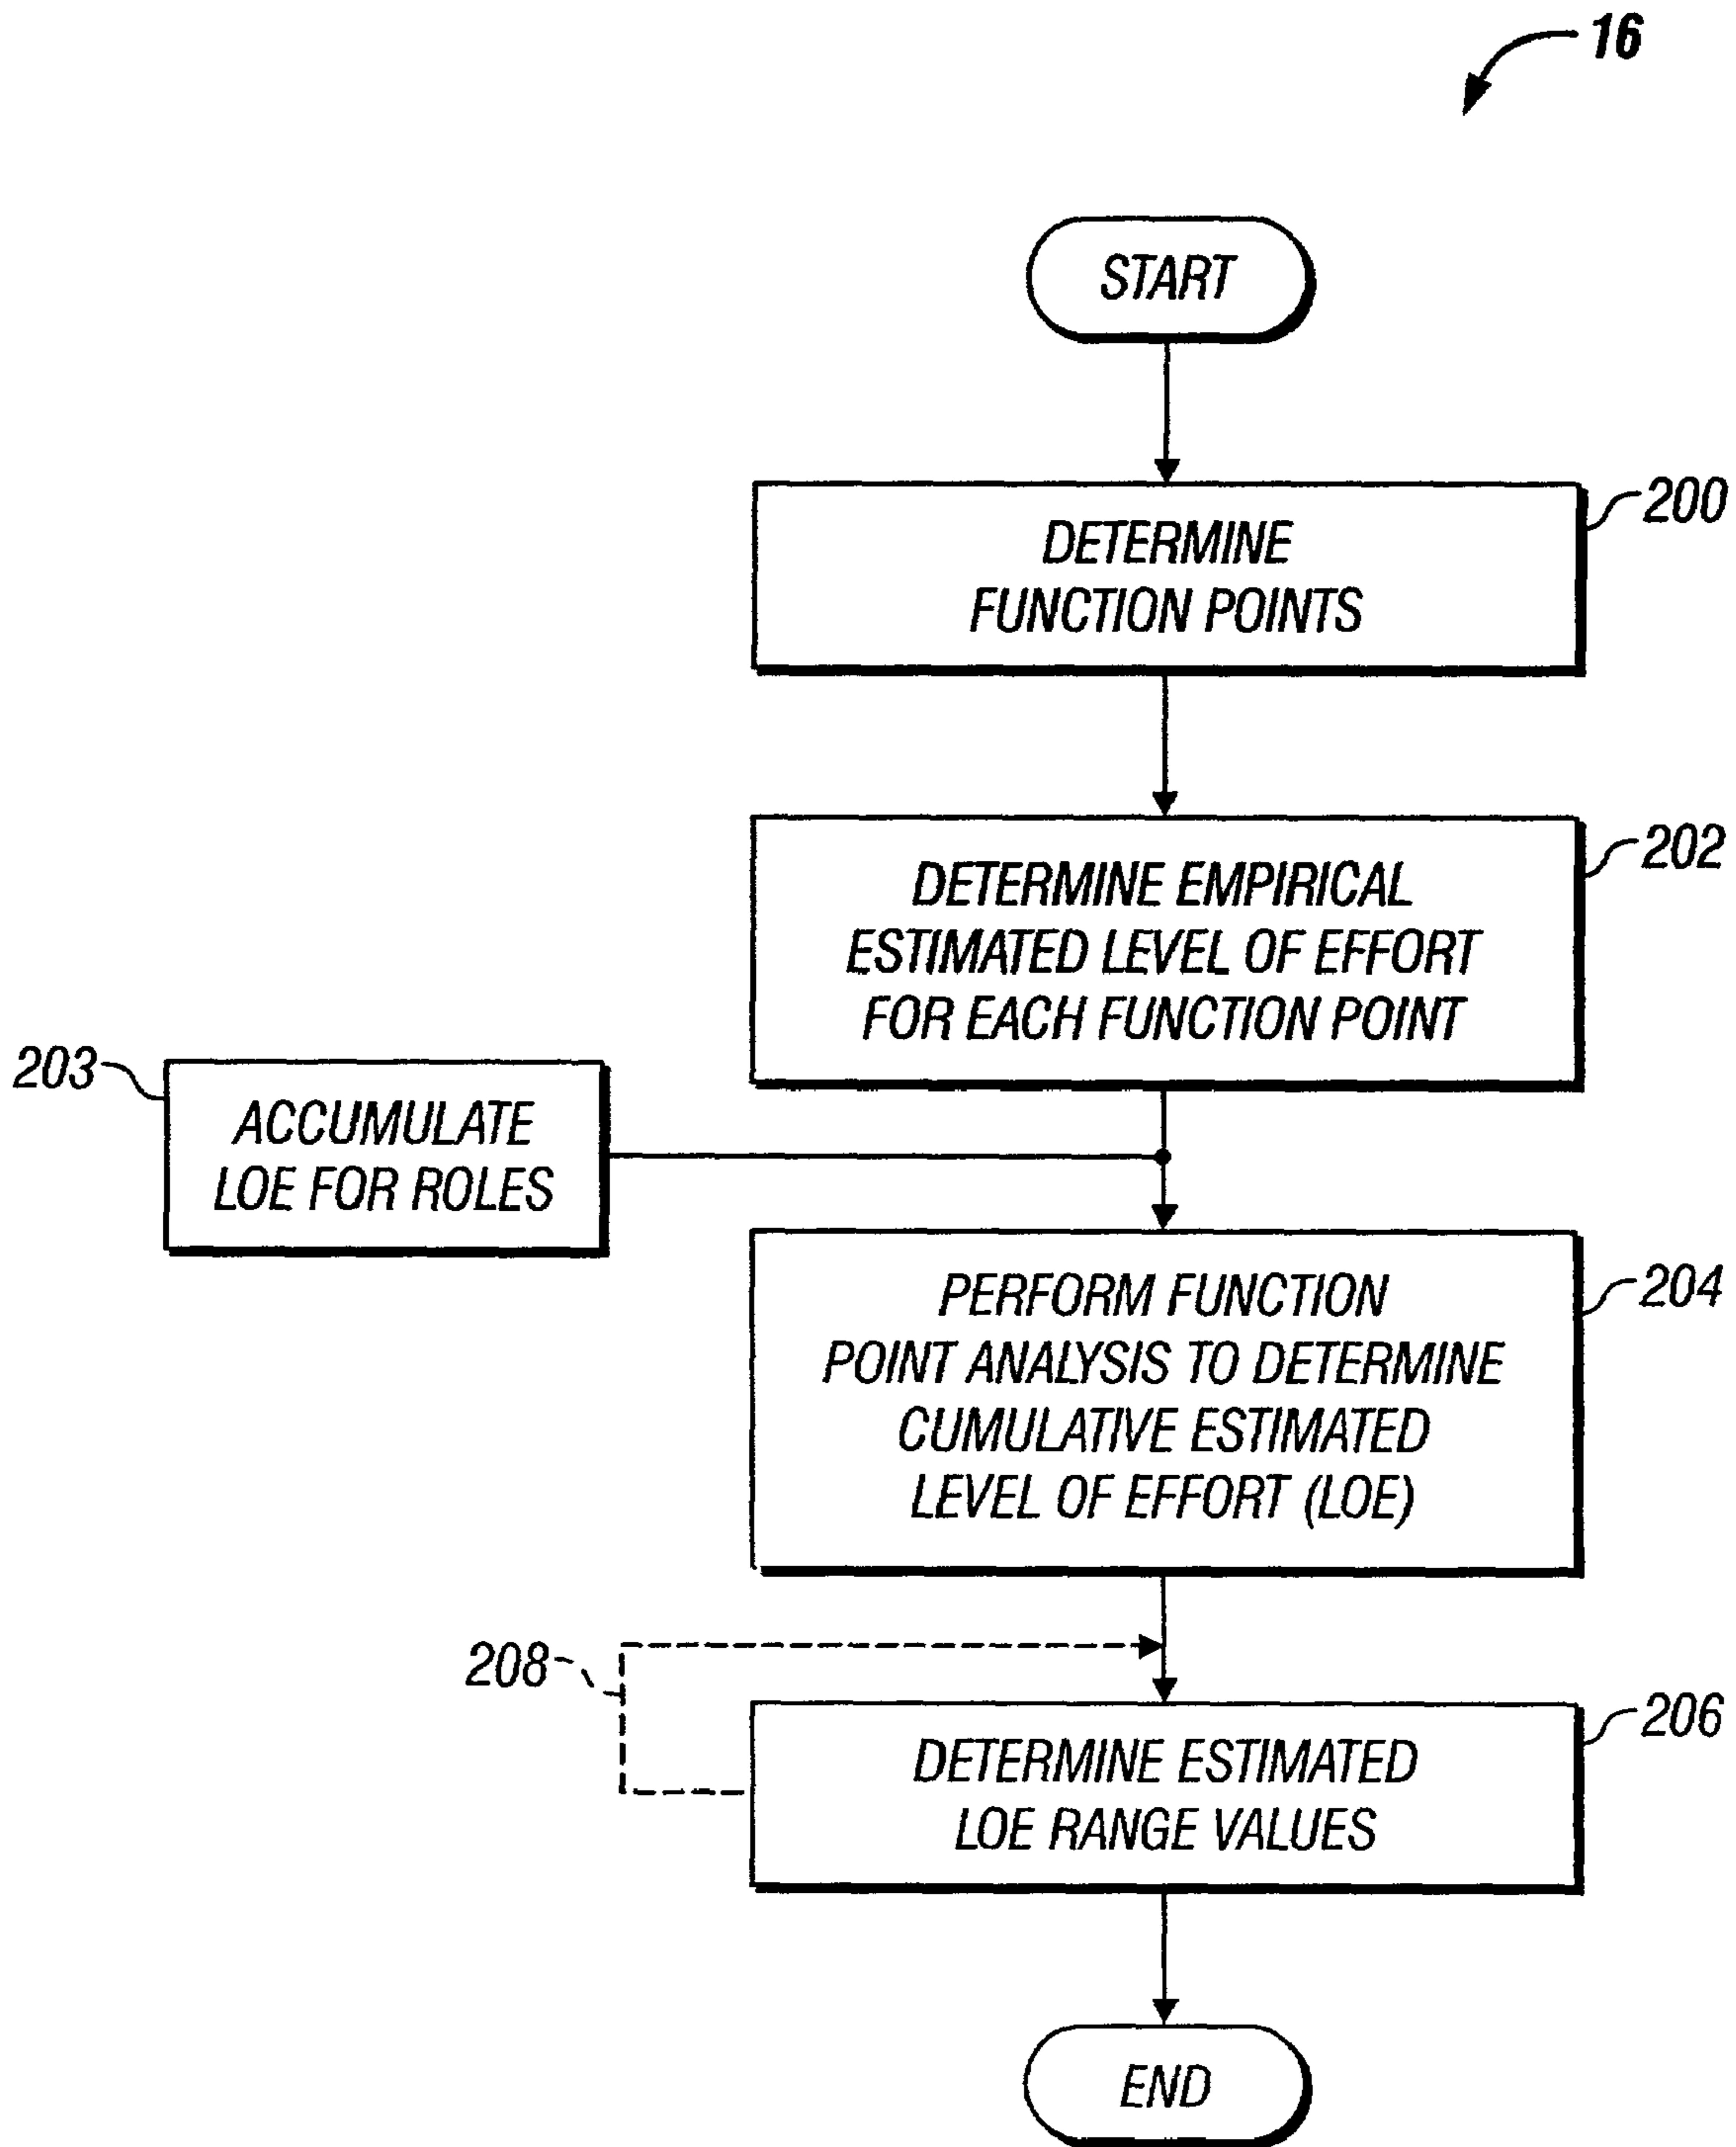 16
START
200
DETERMINE
FUNCTION POINTS
202
DETERMINE EMPIRICAL
ESTIMATED LEVEL OF EFFORT
FOR EACH FUNCTION POINT
203
ACCUMULATE
LOE FOR ROLES
204
PERFORM FUNCTION
POINT ANALYSIS TO DETERMINE
CUMULATIVE ESTIMATED
LEVEL OF EFFORT (LOE)
208
206
DETERMINE ESTIMATED
LOE RANGE VALUES
END